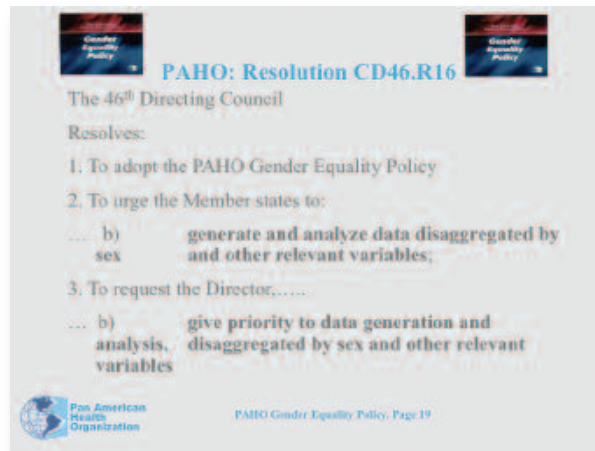 Gender
Equality
Policy
Gender
Equality
Policy
PAHO: Resolution CD46.R16
The 46th Directing Council
Resolves:
1. To adopt the PAHO Gender Equality Policy
2. To urge the Member states to:
... b) generate and analyze data disaggregated by
sex and other relevant variables;
3. To request the Director,.....
... b) give priority to data generation and
analysis, disaggregated by sex and other relevant
variables
Pan American
Health
Organization
PAHO Gender Equality Policy. Page 19